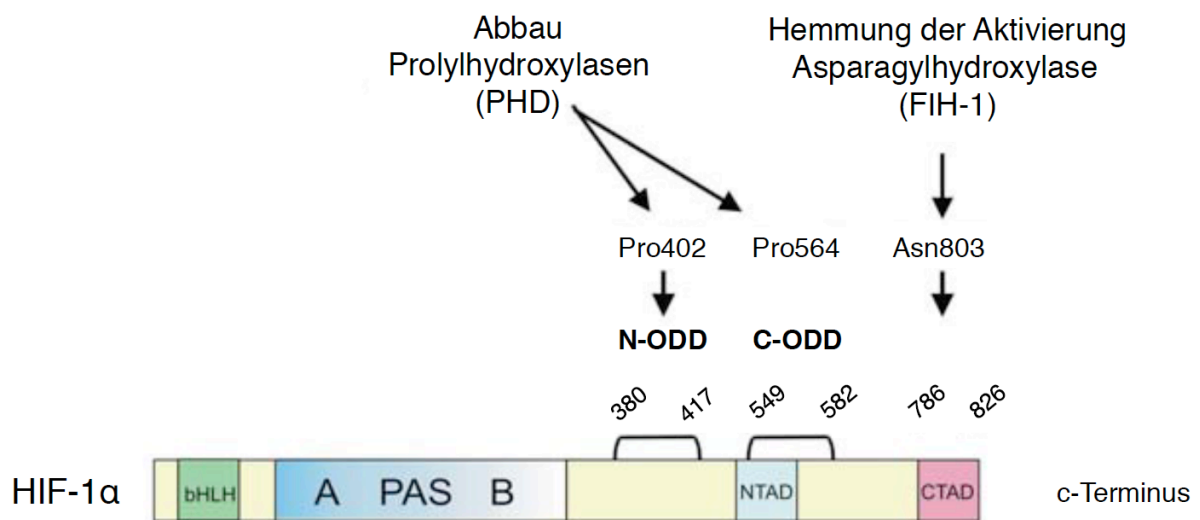 Abbau
Prolylhydroxylasen
(PHD)
Hemmung der Aktivierung
Asparagylhydroxylase
(FIH-1)
Pro402 Pro564 Asn803
N-ODD C-ODD
380 417 549 582 786 826
HIF-1α bHLH A PAS B NTAD CTAD c-Terminus